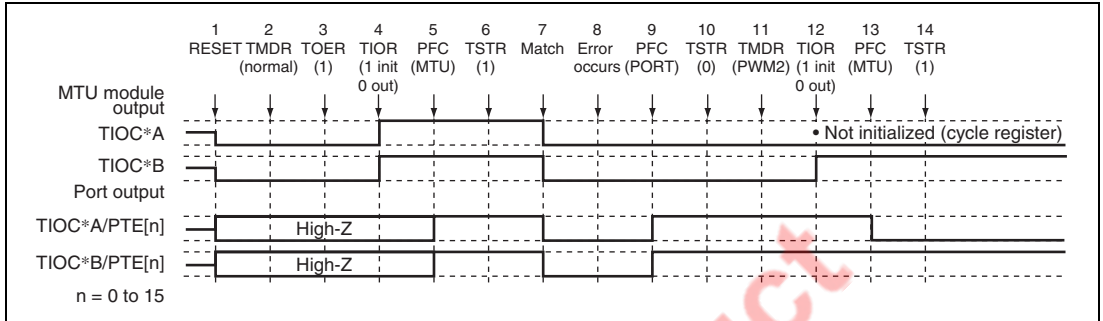 1 2 3 4 5 6 7 8 9 10 11 12 13 14
RESET TMDR TOER TIOR PFC TSTR Match Error PFC TSTR TMDR TIOR PFC TSTR
(normal) (1) (1 init (MTU) (1) occurs (PORT) (0) (PWM2) (1 init (MTU) (1)
0 out) 0 out)
MTU module
output
TIOC*A
• Not initialized (cycle register)
TIOC*B
Port output
TIOC*A/PTE[n]
High-Z
TIOC*B/PTE[n]
High-Z
n = 0 to 15